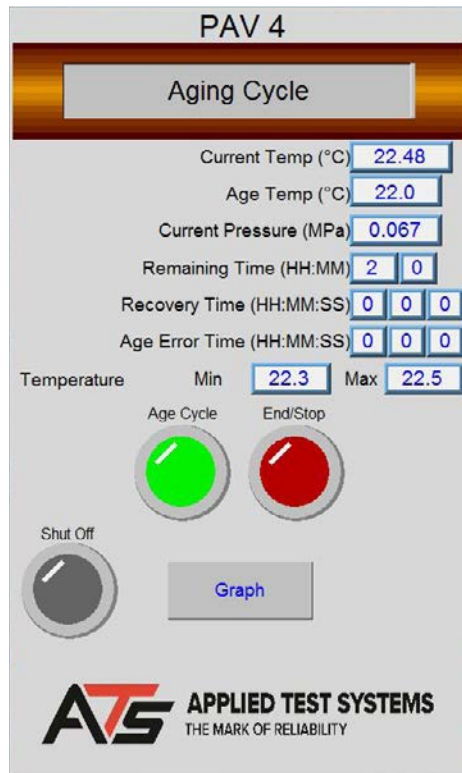 PAV 4
Aging Cycle
Current Temp (°C) 22.48
Age Temp (°C) 22.0
Current Pressure (MPa) 0.067
Remaining Time (HH:MM) 2 0
Recovery Time (HH:MM:SS) 0 0 0
Age Error Time (HH:MM:SS) 0 0 0
Temperature Min 22.3 Max 22.5
Age Cycle End/Stop
Shut Off
Graph
ATS APPLIED TEST SYSTEMS
THE MARK OF RELIABILITY